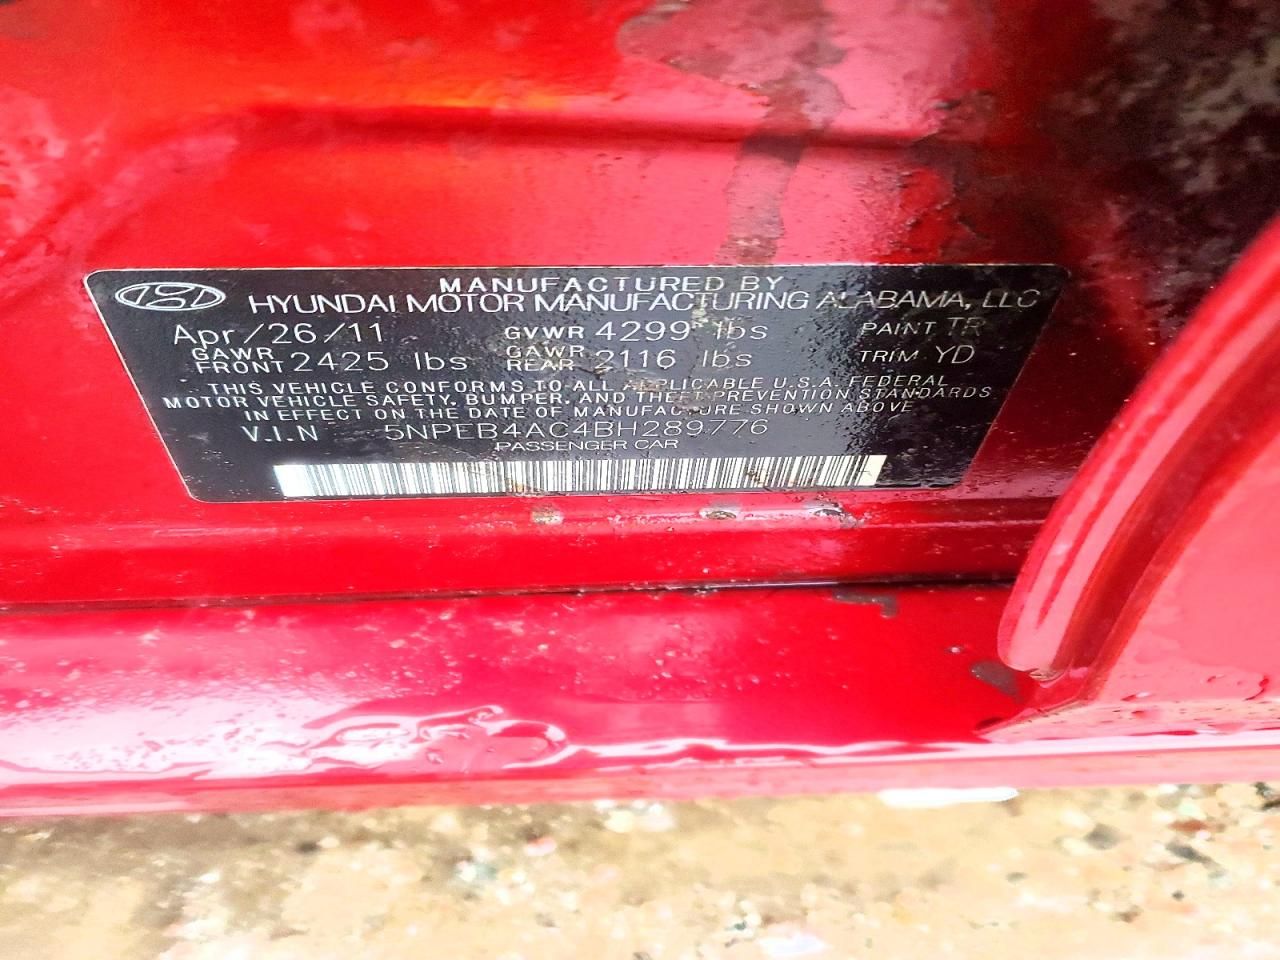 MANUFACTURED BY
HYUNDAI MOTOR MANUFACTURING ALABAMA, LLC
Apr/26/11 GVWR 4299 lbs PAINT TR
GAWR FRONT 2425 lbs GAWR REAR 2116 lbs TRIM YD
THIS VEHICLE CONFORMS TO ALL APPLICABLE U.S.A. FEDERAL
MOTOR VEHICLE SAFETY, BUMPER, AND THEFT PREVENTION STANDARDS
IN EFFECT ON THE DATE OF MANUFACTURE SHOWN ABOVE
V.I.N 5NPEB4AC4BH289776
PASSENGER CAR